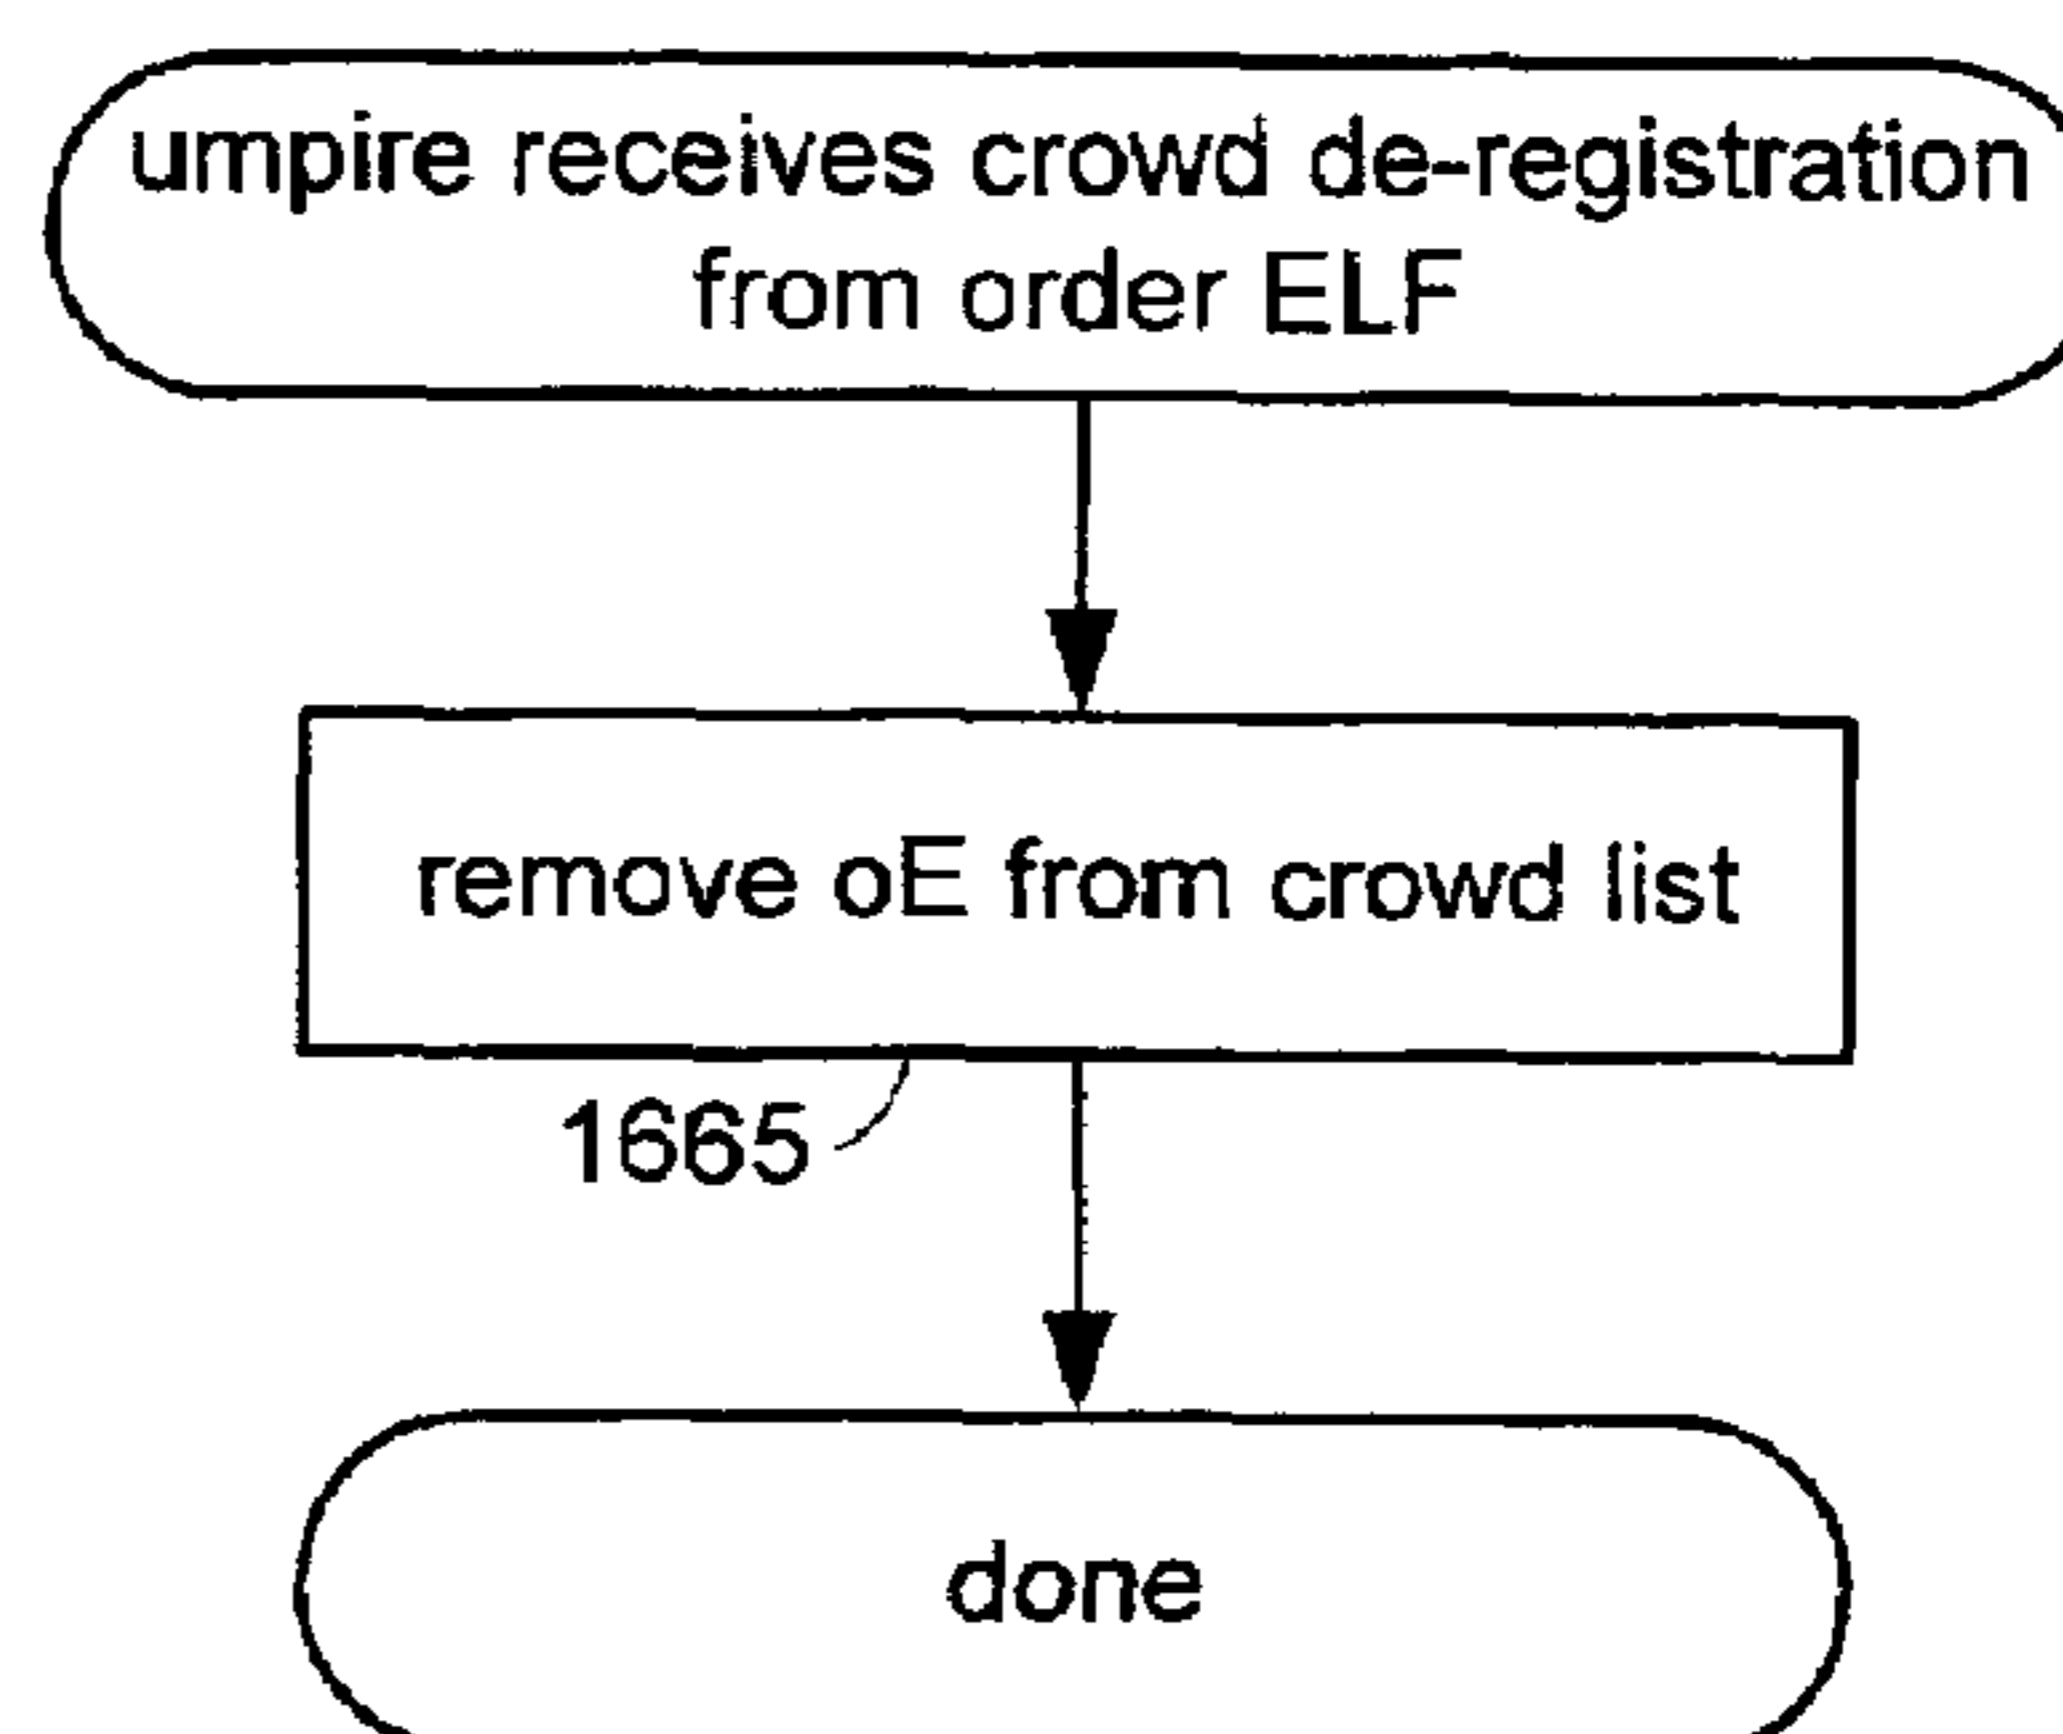 umpire receives crowd de-registration
from order ELF
remove oE from crowd list
1665
done